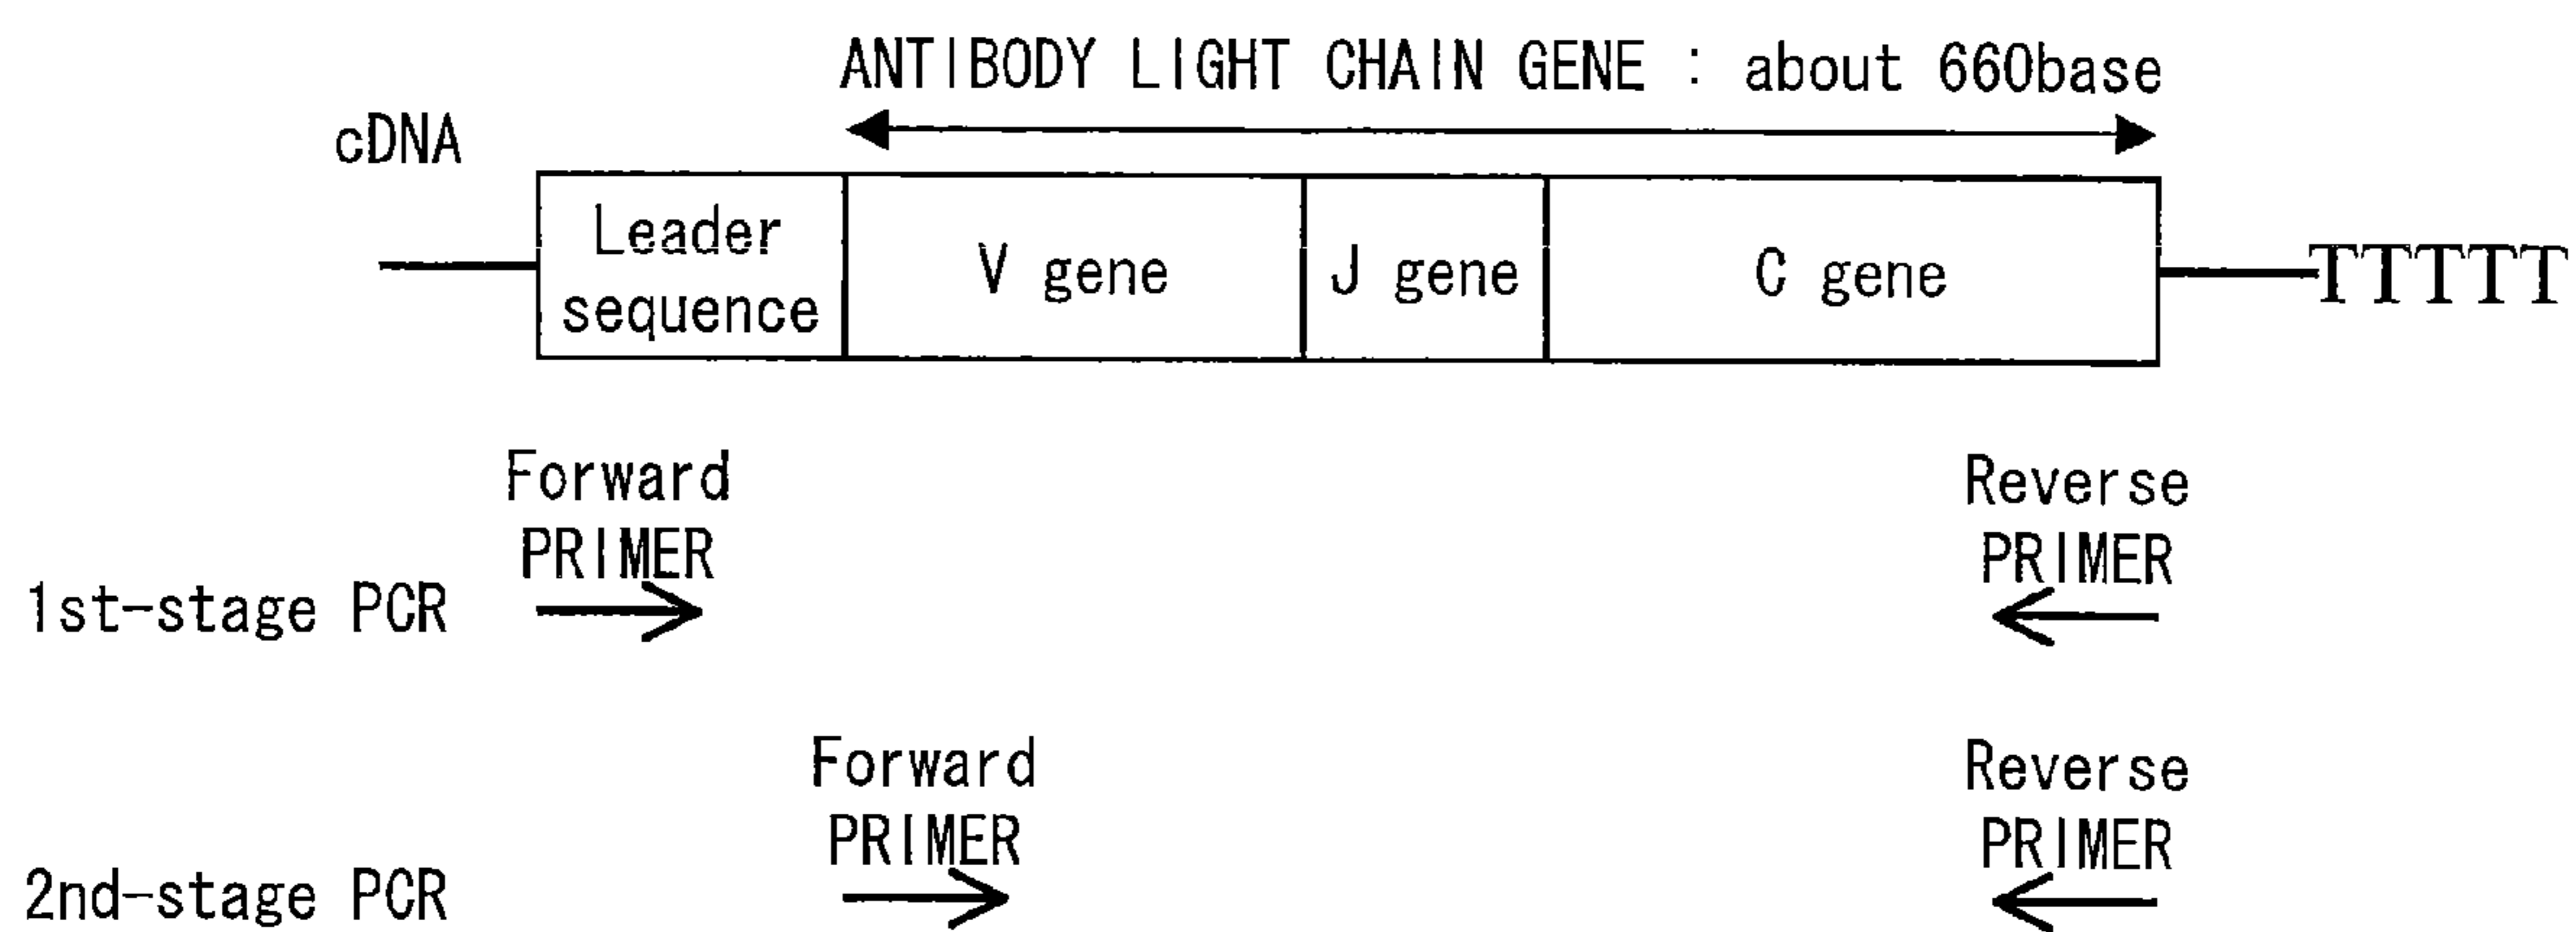 ANTIBODY LIGHT CHAIN GENE : about 660base
cDNA
Leader
sequence
V gene
J gene
C gene
TTTTT
Forward
PRIMER
Reverse
PRIMER
1st-stage PCR
Forward
PRIMER
Reverse
PRIMER
2nd-stage PCR